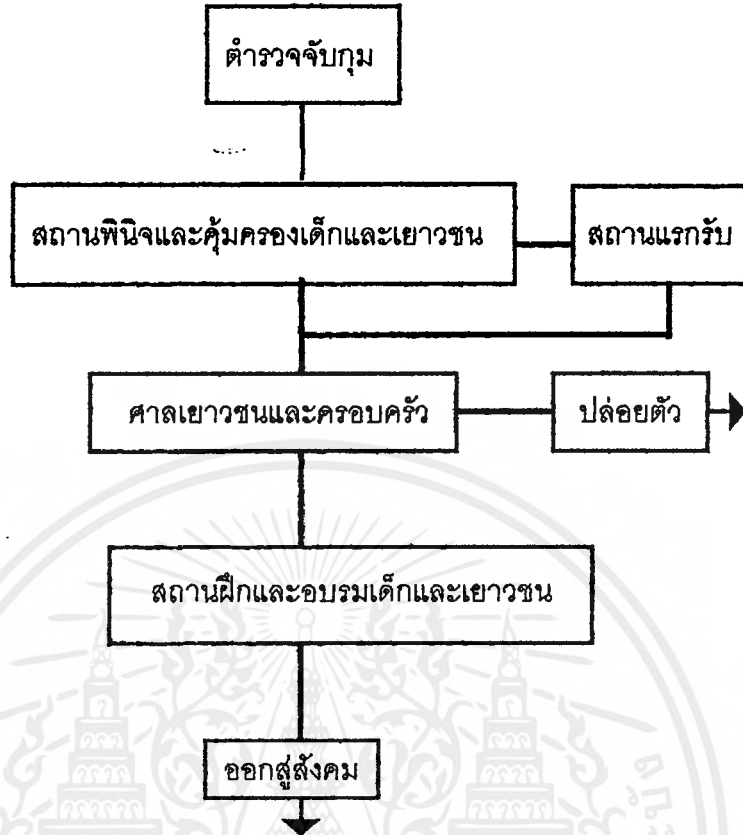 ตำรวจจับกุม
สถานพินิจและคุ้มครองเด็กและเยาวชน
สถานแรกรับ
ศาลเยาวชนและครอบครัว
ปล่อยตัว
สถานฝึกและอบรมเด็กและเยาวชน
ออกสู่สังคม